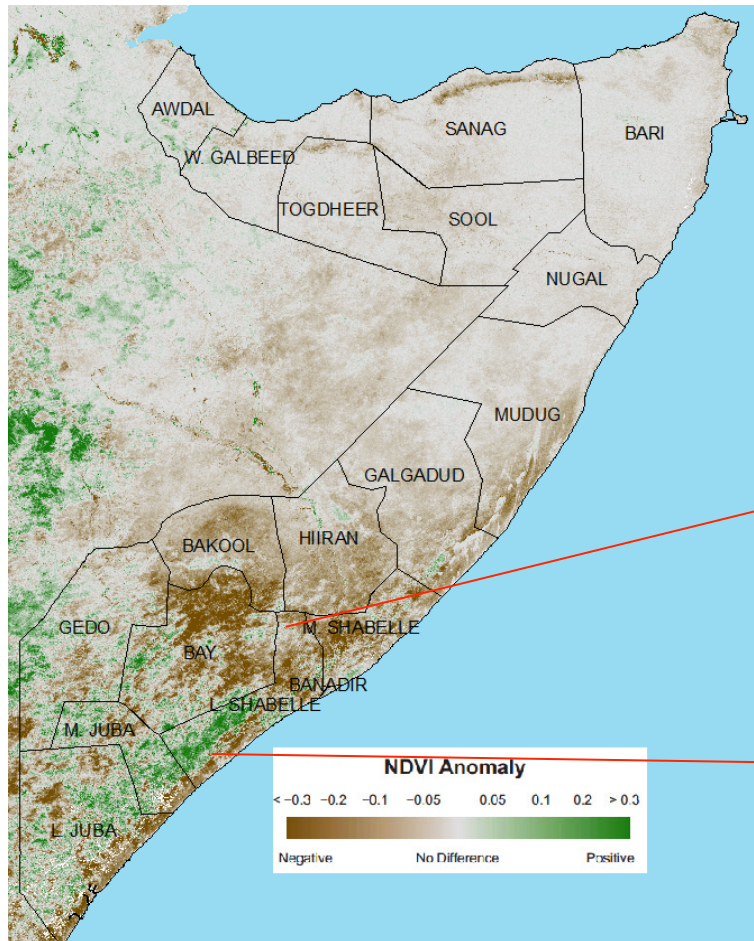 AWDAL
SANAG
BARI
W. GALBEED
TOGDHEER
SOOL
NUGAL
MUDUG
GALGADUD
HIIRAN
BAKOOL
GEDO
M. SHABELLE
BAY
BANADIR
L. SHABELLE
M. JUBA
L. JUBA
NDVI Anomaly
< −0.3 −0.2 −0.1 −0.05 0.05 0.1 0.2 > 0.3
Negative No Difference Positive